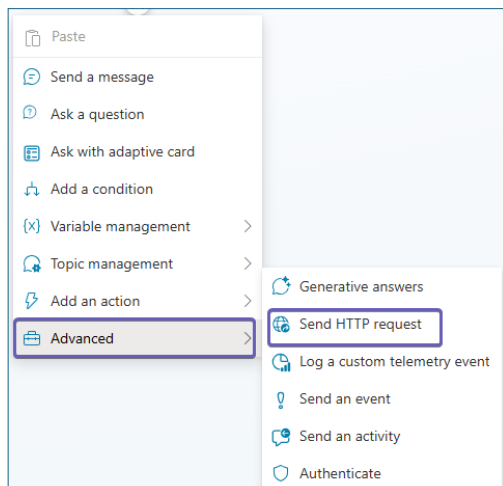 Paste
Send a message
Ask a question
Ask with adaptive card
Add a condition
{x} Variable management
Topic management
Add an action
Advanced
Generative answers
Send HTTP request
Log a custom telemetry event
Send an event
Send an activity
Authenticate